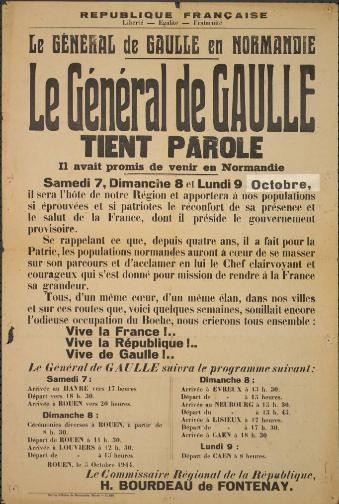 RÉPUBLIQUE FRANÇAISE
Liberté — Égalité — Fraternité
Le GÉNÉRAL de GAULLE en NORMANDIE
Le Général de GAULLE
TIENT PAROLE
Il avait promis de venir en Normandie
Samedi 7, Dimanche 8 et Lundi 9 Octobre,
il sera l'hôte de notre Région et apportera à nos populations
si éprouvées et si patriotes le réconfort de sa présence et
le salut de la France, dont il préside le gouvernement
provisoire.
Se rappelant ce que, depuis quatre ans, il a fait pour la
Patrie, les populations normandes auront à cœur de se masser
sur son parcours et d'acclamer en lui le Chef clairvoyant et
courageux qui s'est donné pour mission de rendre à la France
sa grandeur.
Tous, d'un même cœur, d'un même élan, dans nos villes
et sur ces routes que, voici quelques semaines, souillait encore
l'odieuse occupation du Boche, nous crierons tous ensemble :
Vive la France !..
Vive la République !..
Vive de Gaulle !..
Le Général de GAULLE suivra le programme suivant :
Samedi 7 :
Arrivée au HAVRE vers 17 heures
Départ vers 18 h. 30.
Arrivée à ROUEN vers 20 heures.
Dimanche 8 :
Cérémonies diverses à ROUEN, à partir de
8 h. 30.
Départ de ROUEN à 11 h. 30.
Arrivée à LOUVIERS à 12 h. 30.
Départ de — à 13 heures.
Dimanche 8 :
Arrivée à EVREUX à 13 h. 30.
Départ d' — à 15 heures.
Arrivée au NEUBOURG à 15 h. 30.
Départ du — à 15 h. 45.
Arrivée à LISIEUX à 17 heures.
Départ de — à 17 h. 30.
Arrivée à CAEN à 18 h. 30
Lundi 9 :
Départ de CAEN à 8 heures.
ROUEN, le 5 Octobre 1944.
Le Commissaire Régional de la République,
H. BOURDEAU de FONTENAY.